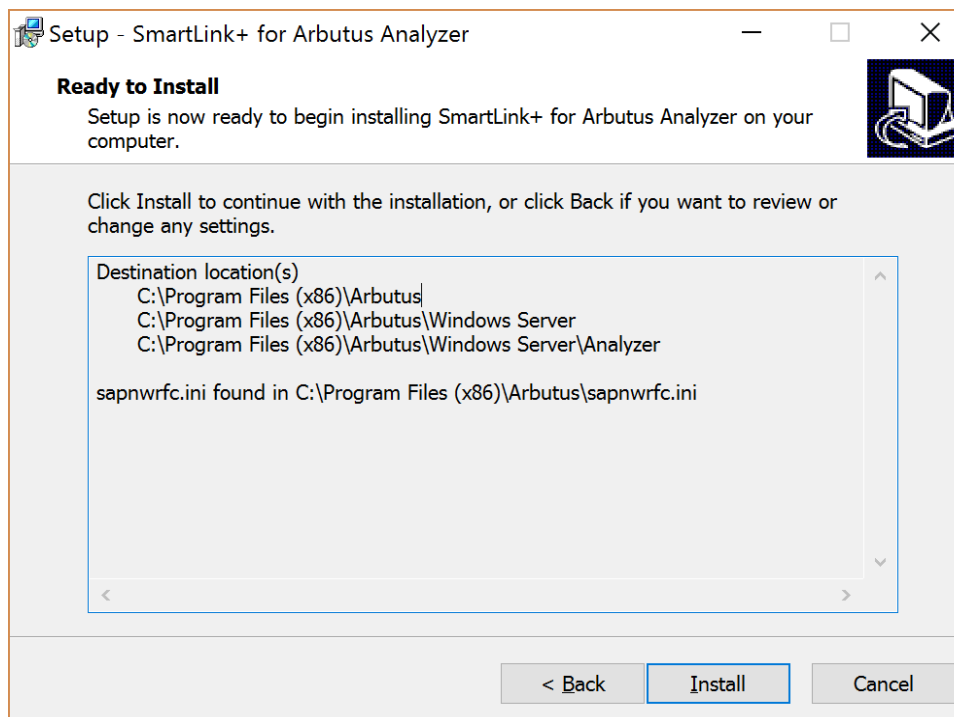 Setup - SmartLink+ for Arbutus Analyzer
Ready to Install
Setup is now ready to begin installing SmartLink+ for Arbutus Analyzer on your
computer.
Click Install to continue with the installation, or click Back if you want to review or
change any settings.
Destination location(s)
C:\Program Files (x86)\Arbutus
C:\Program Files (x86)\Arbutus\Windows Server
C:\Program Files (x86)\Arbutus\Windows Server\Analyzer
sapnwrfc.ini found in C:\Program Files (x86)\Arbutus\sapnwrfc.ini
< Back
Install
Cancel